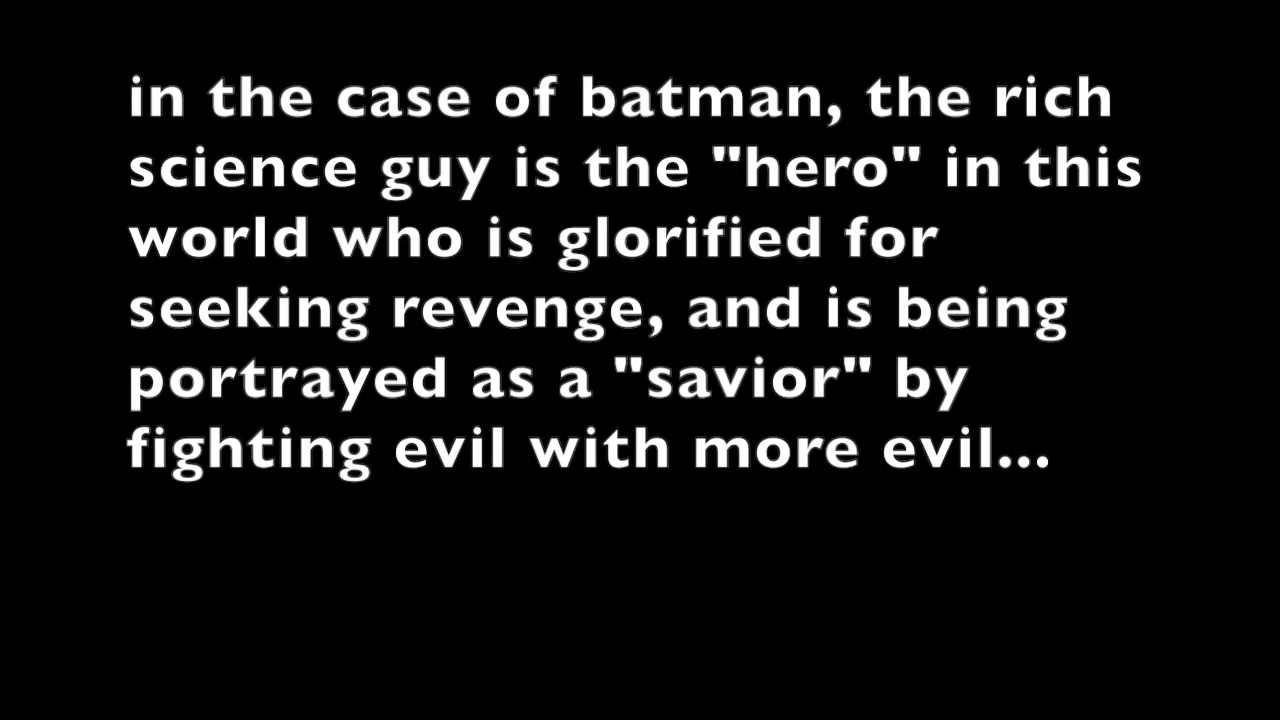 in the case of batman, the rich
science guy is the "hero" in this
world who is glorified for
seeking revenge, and is being
portrayed as a "savior" by
fighting evil with more evil...